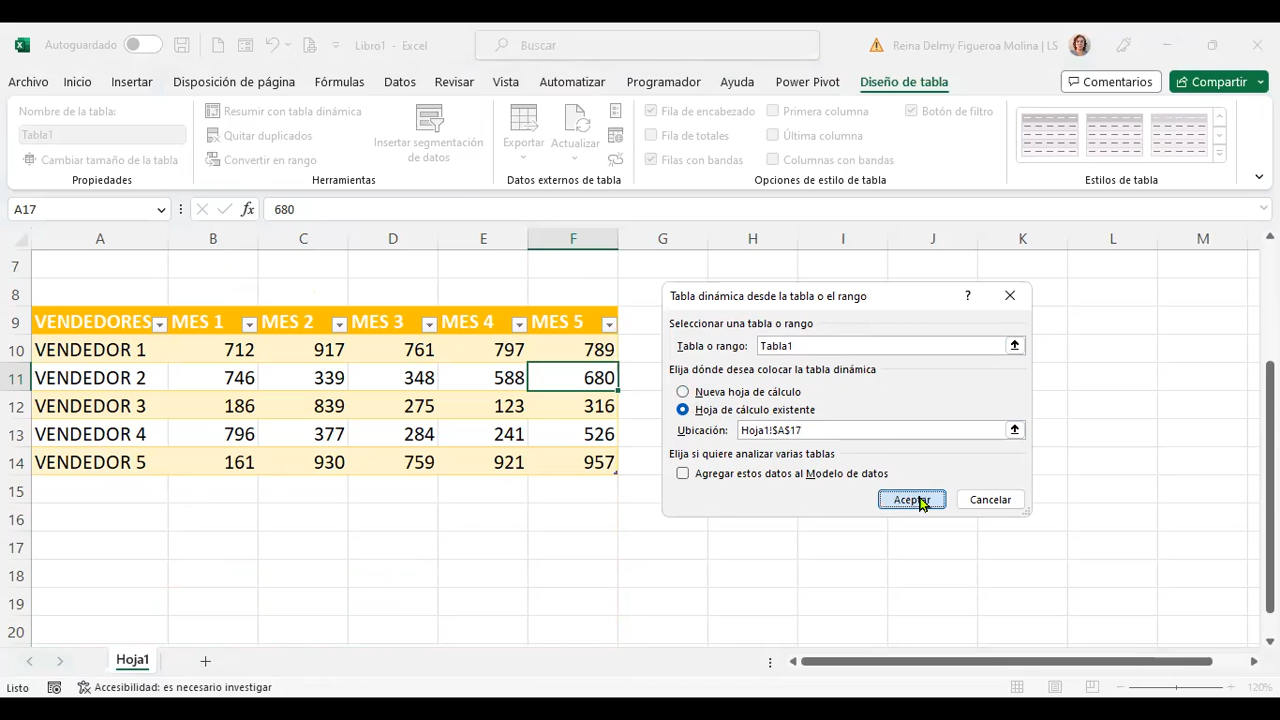 Autoguardado
Libro1 - Excel
Buscar
Reina Delmy Figueroa Molina | LS
Archivo Inicio Insertar Disposición de página Fórmulas Datos Revisar Vista Automatizar Programador Ayuda Power Pivot Diseño de tabla Comentarios Compartir
Nombre de la tabla:
Tabla1
Cambiar tamaño de la tabla
Propiedades
Resumir con tabla dinámica
Quitar duplicados
Convertir en rango
Insertar segmentación
de datos
Herramientas
Exportar
Actualizar
Datos externos de tabla
Fila de encabezado
Fila de totales
Filas con bandas
Primera columna
Última columna
Columnas con bandas
Botón de filtro
Opciones de estilo de tabla
Estilos de tabla
A17
fx
680
A B C D E F G H I J K L M
7
8
9 VENDEDORES MES 1 MES 2 MES 3 MES 4 MES 5
10 VENDEDOR 1 712 917 761 797 789
11 VENDEDOR 2 746 339 348 588 680
12 VENDEDOR 3 186 839 275 123 316
13 VENDEDOR 4 796 377 284 241 526
14 VENDEDOR 5 161 930 759 921 957
15
16
17
18
19
20
Tabla dinámica desde la tabla o el rango ?
Seleccionar una tabla o rango
Tabla o rango: Tabla1
Elija dónde desea colocar la tabla dinámica
Nueva hoja de cálculo
Hoja de cálculo existente
Ubicación: Hoja1!$A$17
Elija si quiere analizar varias tablas
Agregar estos datos al Modelo de datos
Aceptar Cancelar
Hoja1
Listo
Accesibilidad: es necesario investigar
120%